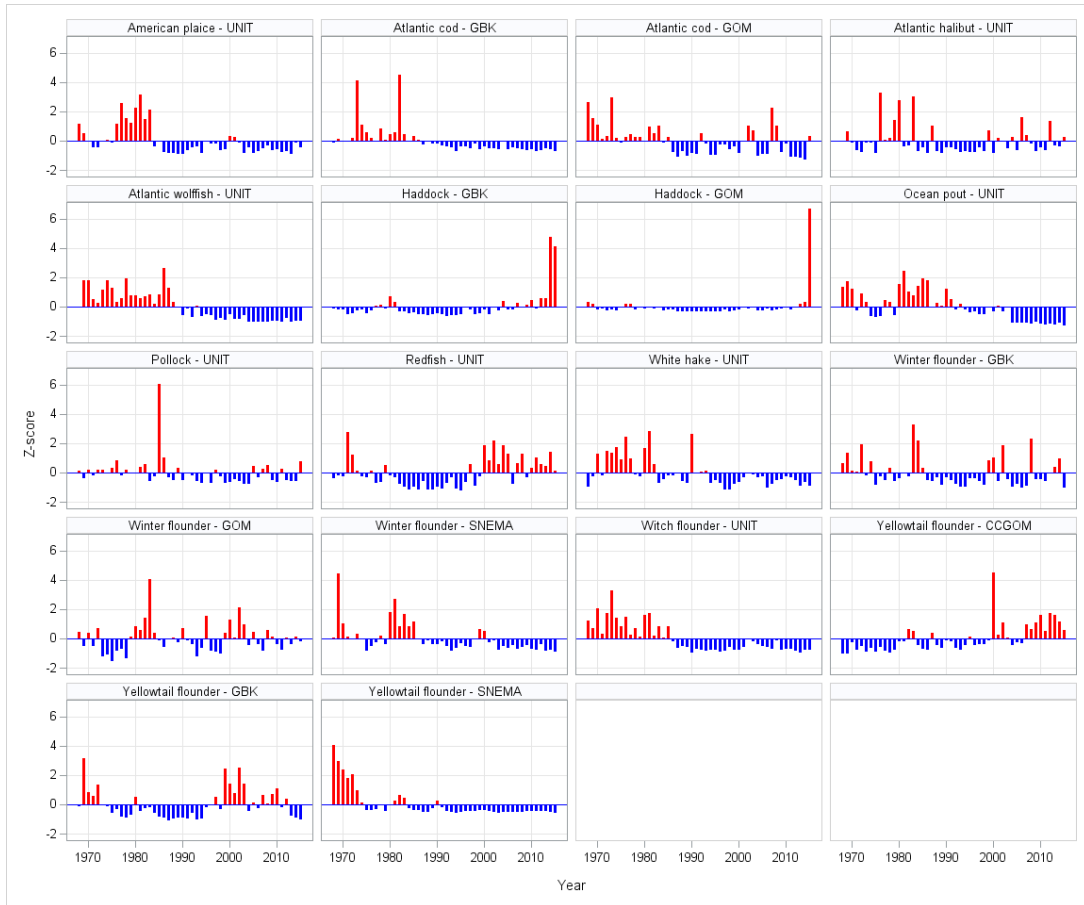 American plaice - UNIT
Atlantic cod - GBK
Atlantic cod - GOM
Atlantic halibut - UNIT
6
4
2
0
-2
Atlantic wolffish - UNIT
Haddock - GBK
Haddock - GOM
Ocean pout - UNIT
6
4
2
0
-2
Pollock - UNIT
Redfish - UNIT
White hake - UNIT
Winter flounder - GBK
6
4
2
0
-2
Z-score
Winter flounder - GOM
Winter flounder - SNEMA
Witch flounder - UNIT
Yellowtail flounder - CCGOM
6
4
2
0
-2
Yellowtail flounder - GBK
Yellowtail flounder - SNEMA
6
4
2
0
-2
1970 1980 1990 2000 2010 1970 1980 1990 2000 2010 1970 1980 1990 2000 2010 1970 1980 1990 2000 2010
Year